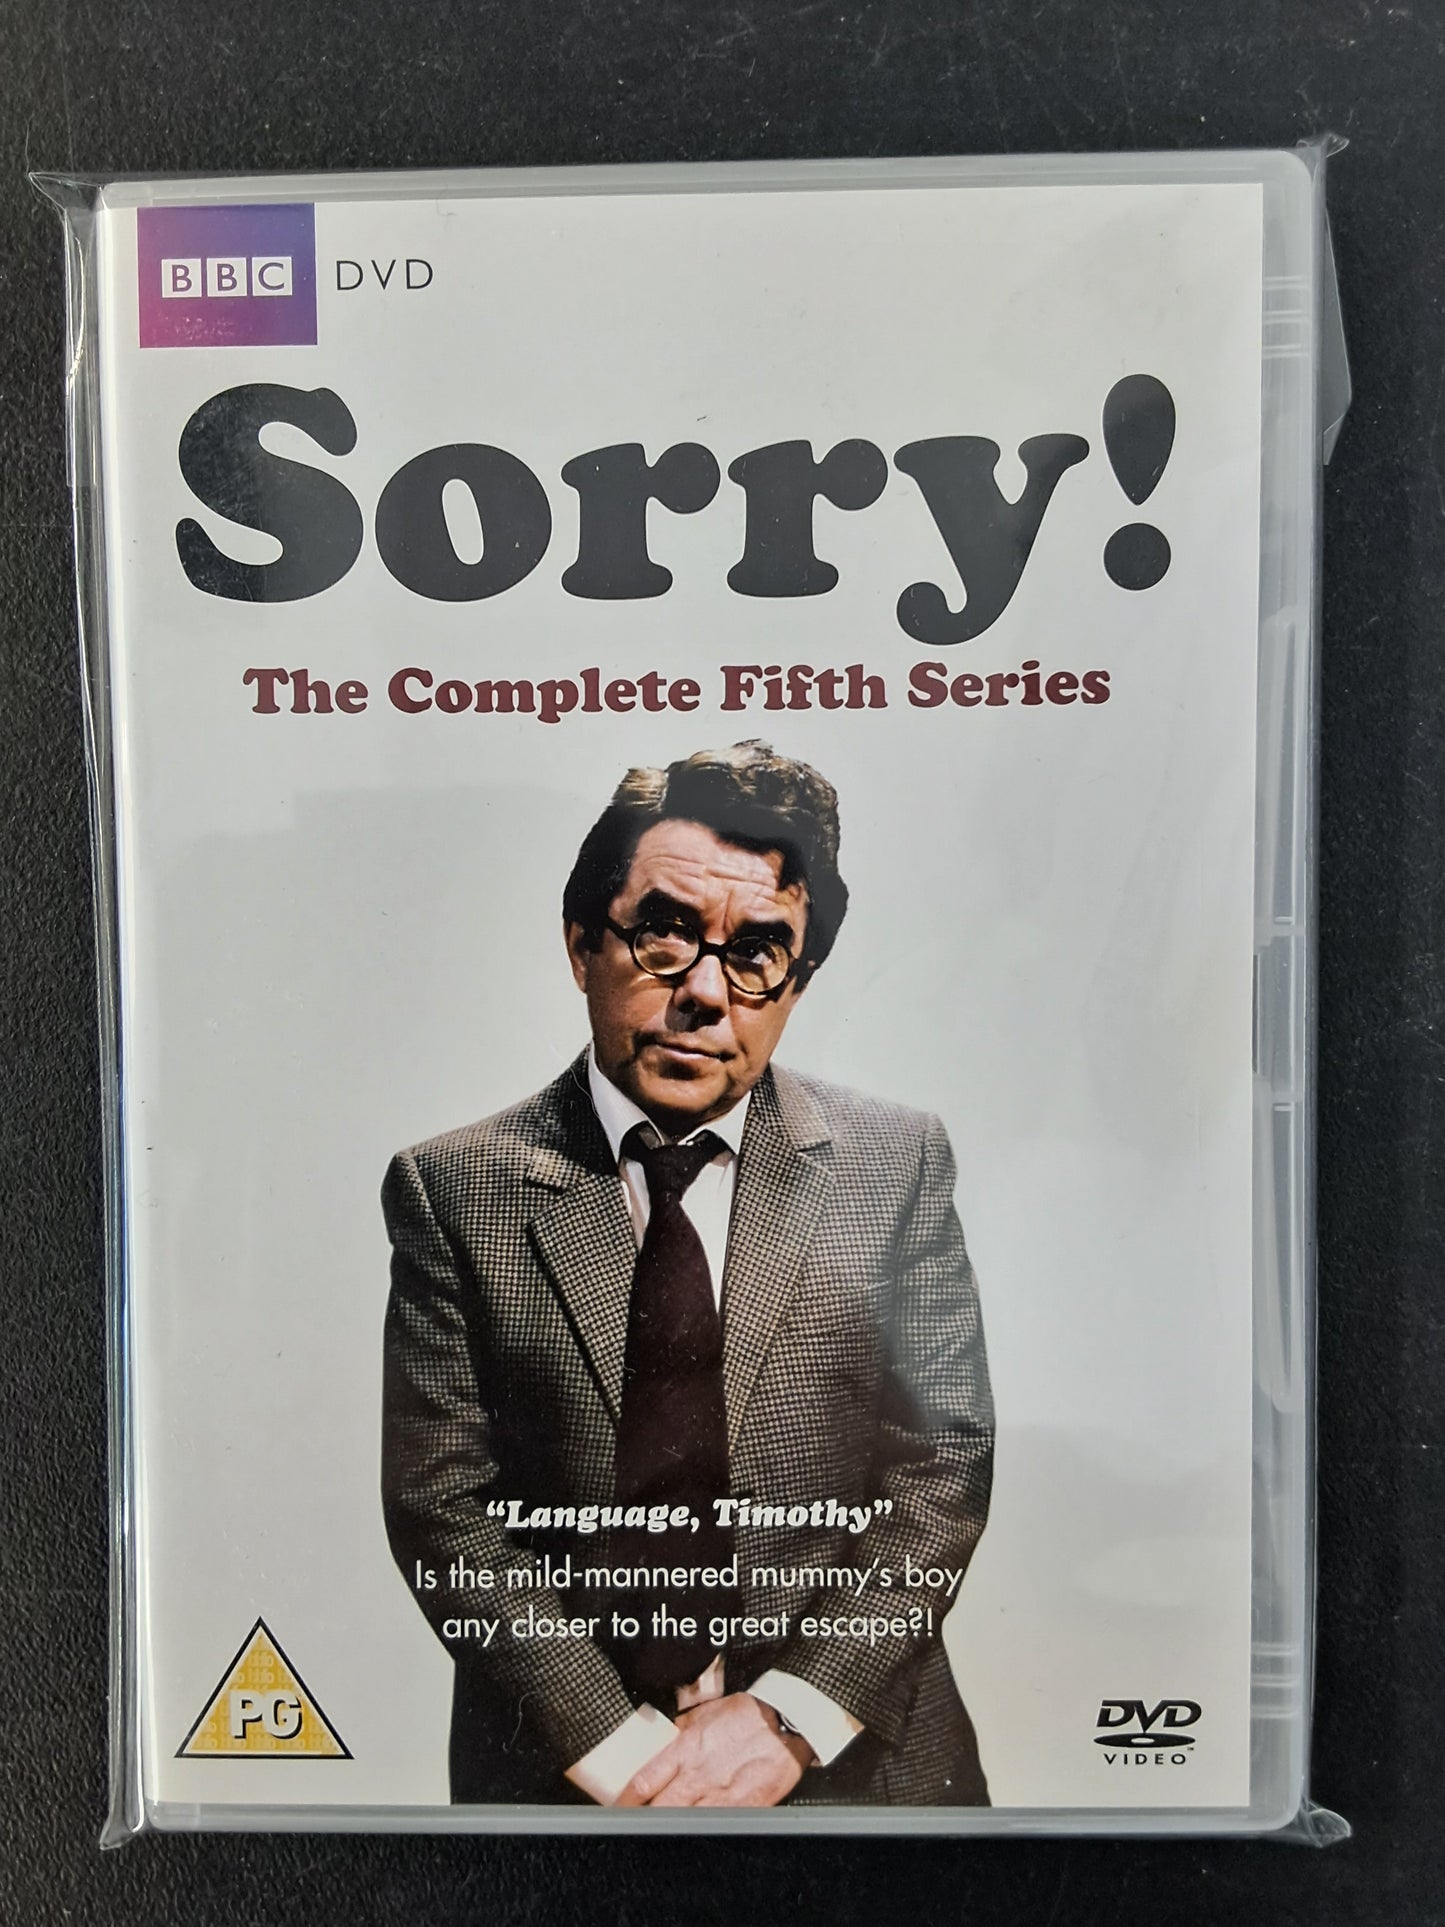 BBC DVD
Sorry!
The Complete Fifth Series
“Language, Timothy”
Is the mild-mannered mummy's boy
any closer to the great escape?!
PG
DVD
VIDEO™